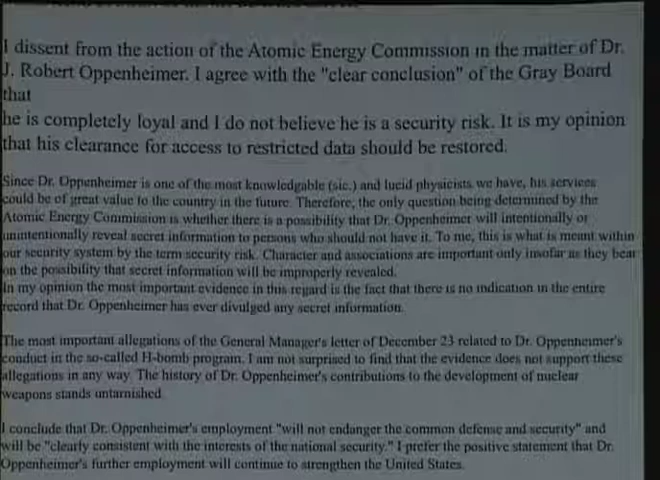 I dissent from the action of the Atomic Energy Commission in the matter of Dr.
J. Robert Oppenheimer. I agree with the "clear conclusion" of the Gray Board
that
he is completely loyal and I do not believe he is a security risk. It is my opinion
that his clearance for access to restricted data should be restored.
Since Dr. Oppenheimer is one of the most knowledgable (sic.) and lucid physicists we have, his services
could be of great value to the country in the future. Therefore, the only question being determined by the
Atomic Energy Commission is whether there is a possibility that Dr. Oppenheimer will intentionally or
unintentionally reveal secret information to persons who should not have it. To me, this is what is meant within
our security system by the term security risk. Character and associations are important only insofar as they bear
on the possibility that secret information will be improperly revealed.
In my opinion the most important evidence in this regard is the fact that there is no indication in the entire
record that Dr. Oppenheimer has ever divulged any secret information.
The most important allegations of the General Manager's letter of December 23 related to Dr. Oppenheimer's
conduct in the so-called H-bomb program. I am not surprised to find that the evidence does not support these
allegations in any way. The history of Dr. Oppenheimer's contributions to the development of nuclear
weapons stands untarnished.
I conclude that Dr. Oppenheimer's employment "will not endanger the common defense and security" and
will be "clearly consistent with the interests of the national security." I prefer the positive statement that Dr.
Oppenheimer's further employment will continue to strengthen the United States.